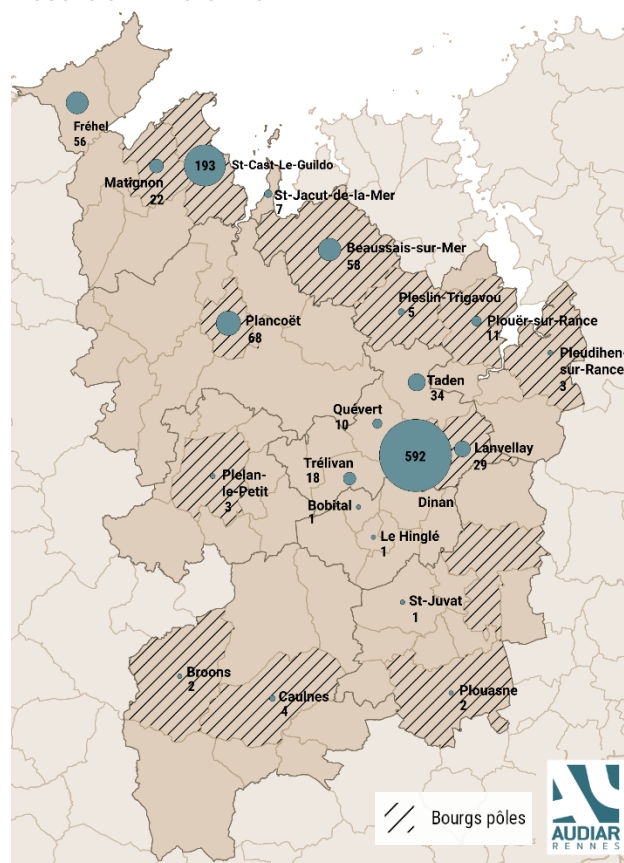 Fréhel
56
193
St-Cast-Le-Guildo
Matignon
22
St-Jacut-de-la-Mer
7
Beaussais-sur-Mer
58
Pleslin-Trigavou
5
Plouër-sur-Rance
11
Plancoët
68
Pleudihen-
sur-Rance
3
Taden
34
Quévert
10
592
Dinan
Lanvellay
29
Trélivan
18
Plelan-
le-Petit
3
Bobital
1
Le Hinglé
1
St-Juvat
1
Broons
2
Caulnes
4
Plouasne
2
Bourgs pôles
AUDIAR
RENNES